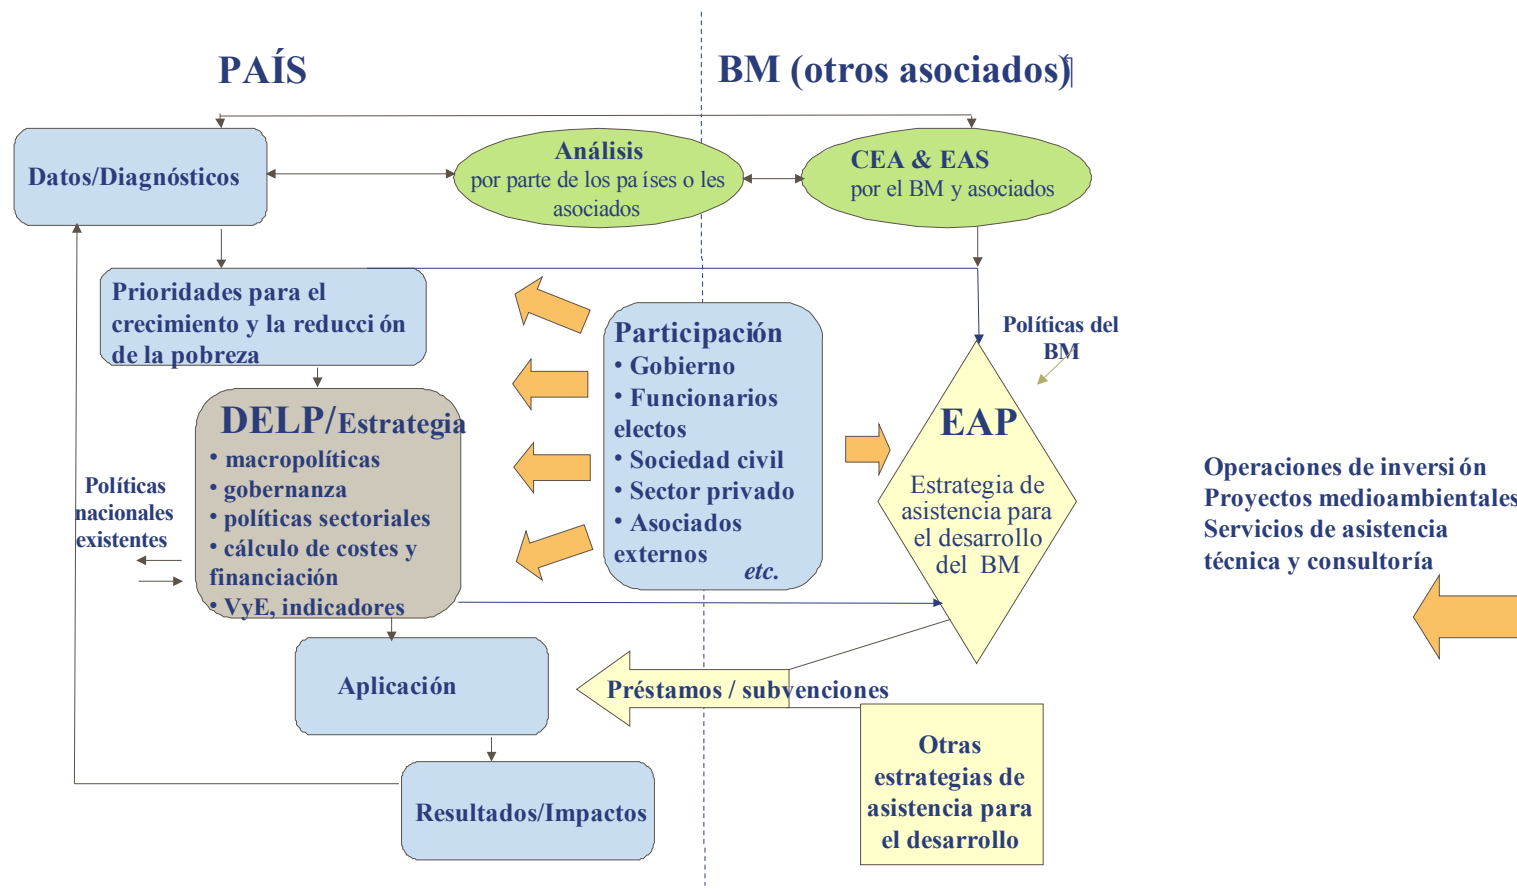 PAÍS
BM (otros asociados)
Datos/Diagnósticos
Análisis
por parte de los pa íses o les
asociados
CEA & EAS
por el BM y asociados
Prioridades para el
crecimiento y la reducci ón
de la pobreza
Participación
• Gobierno
• Funcionarios
electos
• Sociedad civil
• Sector privado
• Asociados
externos
etc.
Políticas del
BM
DELP/Estrategia
• macropolíticas
• gobernanza
• políticas sectoriales
• cálculo de costes y
financiación
• VyE, indicadores
Políticas
nacionales
existentes
EAP
Estrategia de
asistencia para
el desarrollo
del BM
Operaciones de inversi ón
Proyectos medioambientales
Servicios de asistencia
técnica y consultoría
Aplicación
Préstamos / subvenciones
Otras
estrategias de
asistencia para
el desarrollo
Resultados/Impactos